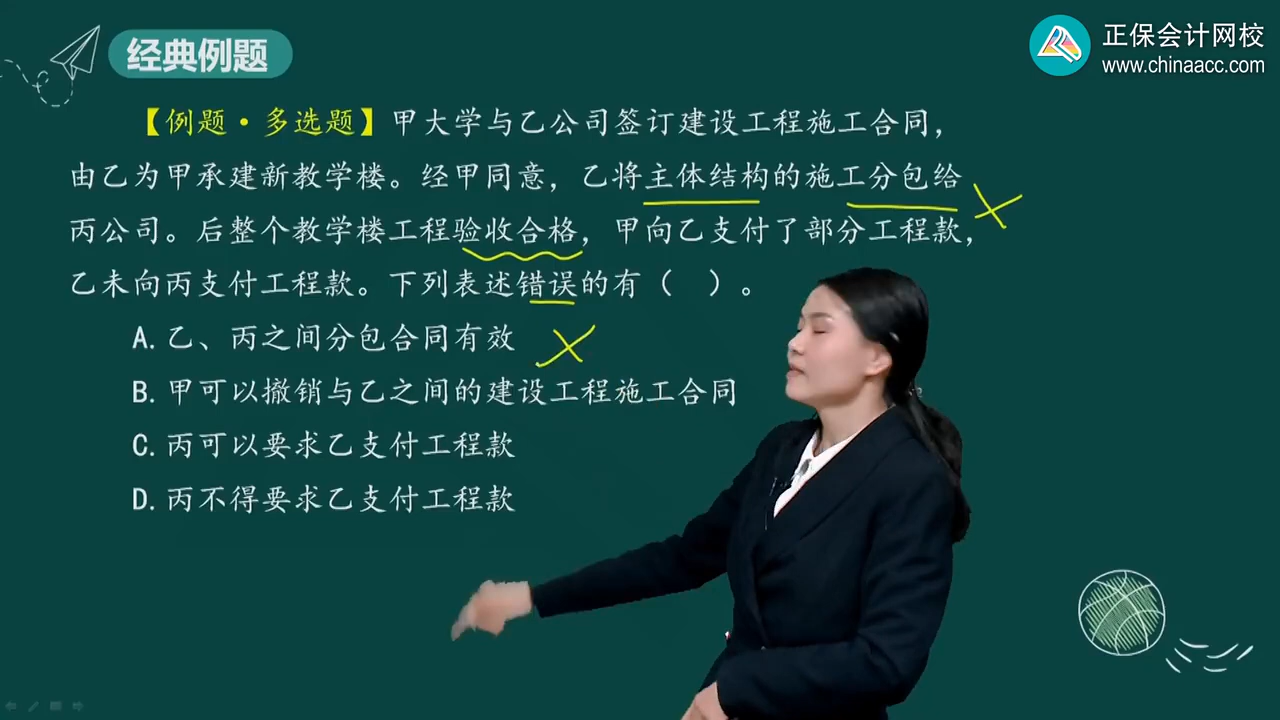 经典例题
正保会计网校
www.chinaacc.com
【例题·多选题】甲大学与乙公司签订建设工程施工合同，
由乙为甲承建新教学楼。经甲同意，乙将主体结构的施工分包给
丙公司。后整个教学楼工程验收合格，甲向乙支付了部分工程款，
乙未向丙支付工程款。下列表述错误的有（ ）。
A. 乙、丙之间分包合同有效
B. 甲可以撤销与乙之间的建设工程施工合同
C. 丙可以要求乙支付工程款
D. 丙不得要求乙支付工程款